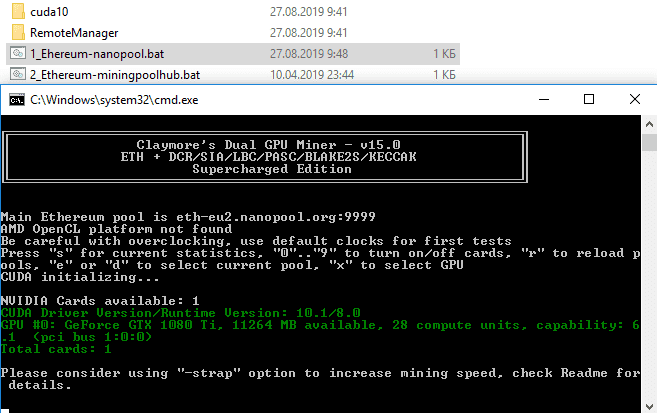 cuda10 27.08.2019 9:41
RemoteManager 27.08.2019 9:41
1_Ehereum-nanopool.bat 27.08.2019 9:48 1 КБ
2_Ethereum-miningpoolhub.bat 10.04.2019 23:44 1 КБ
C:\Windows\system32\cmd.exe
Claymore's Dual GPU Miner - v15.0
ETH + DCR/SIA/LBC/PASC/BLAKE2S/KECCAK
Supercharged Edition
Main Ethereum pool is eth-eu2.nanopool.org:9999
AMD OpenCL platform not found
Be careful with overclocking, use default clocks for first tests
Press "s" for current statistics, "0".."9" to turn on/off cards, "r" to reload p
ools, "e" or "d" to select current pool, "x" to select GPU
CUDA initializing...
NVIDIA Cards available: 1
CUDA Driver Version/Runtime Version: 10.1/8.0
GPU #0: GeForce GTX 1080 Ti, 11264 MB available, 28 compute units, capability: 6
.1 (pci bus 1:0:0)
Total cards: 1
Please consider using "-strap" option to increase mining speed, check Readme for
details.